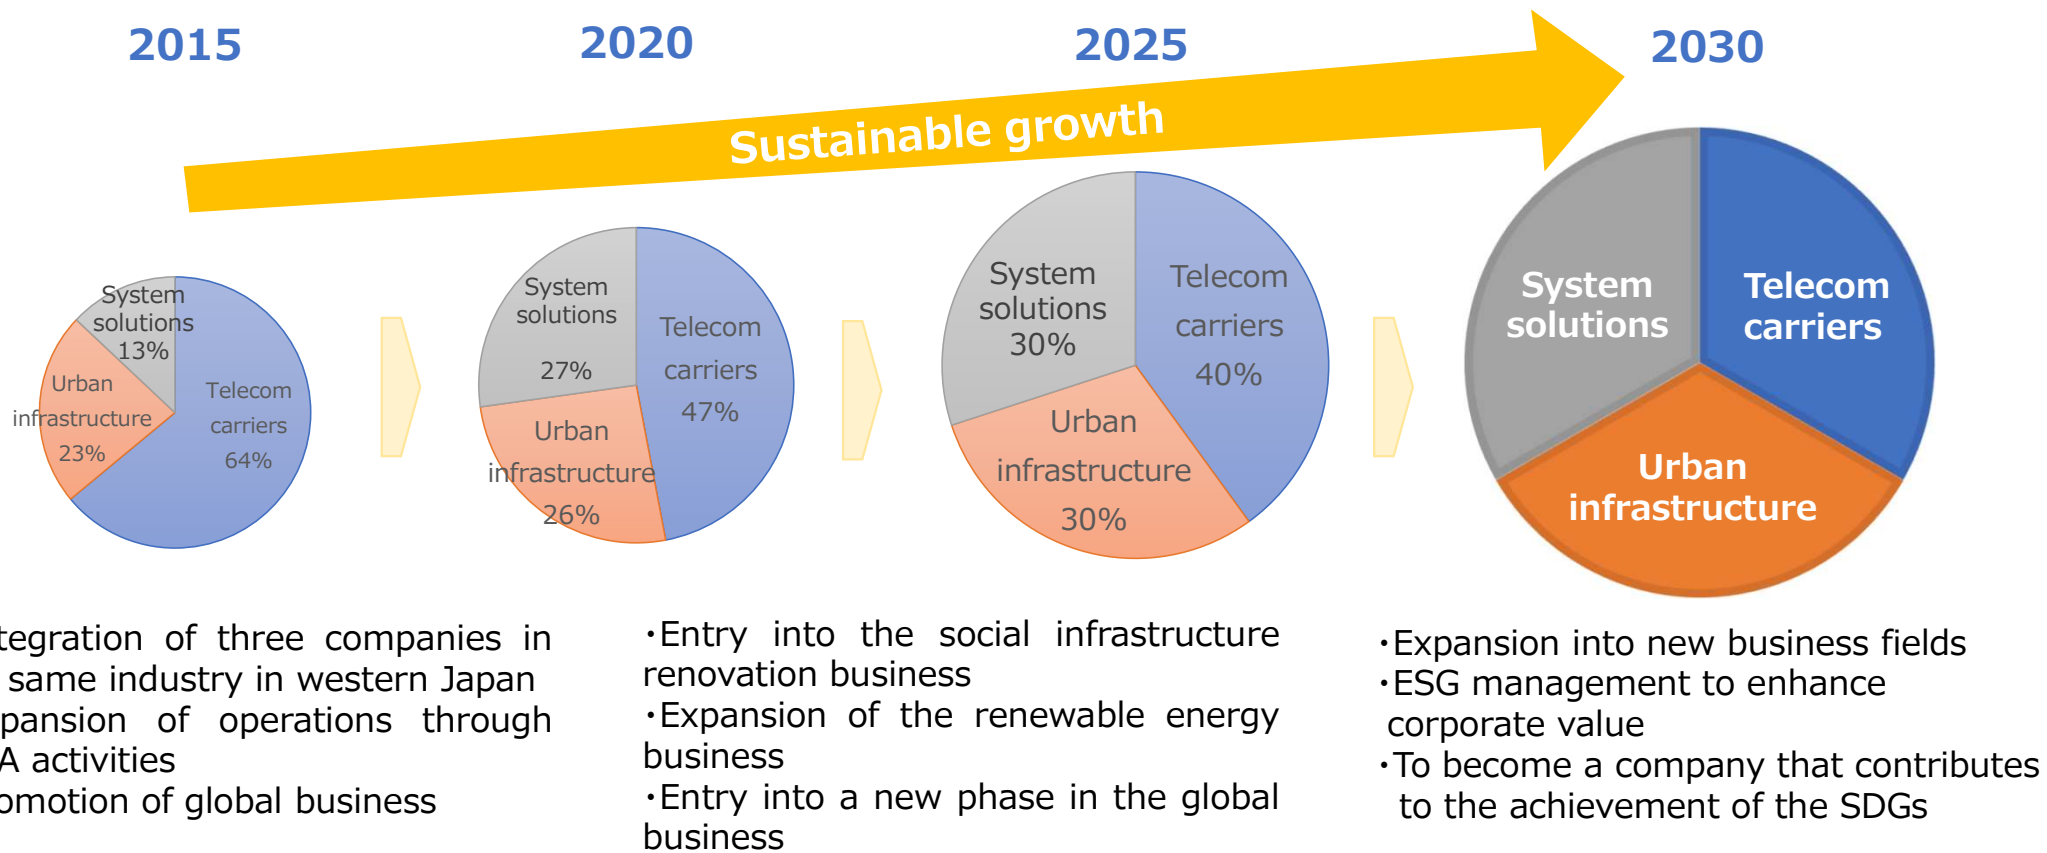 2015
2020
2025
2030
Sustainable growth
System
solutions
13%
Urban
infrastructure
23%
Telecom
carriers
64%
System
solutions
27%
Telecom
carriers
47%
Urban
infrastructure
26%
System
solutions
30%
Telecom
carriers
40%
Urban
infrastructure
30%
System
solutions
Telecom
carriers
Urban
infrastructure
of three companies in
same industry in western Japan
of operations through
activities
of global business
・Entry into the social infrastructure
renovation business
・Expansion of the renewable energy
business
・Entry into a new phase in the global
business
・Expansion into new business fields
・ESG management to enhance
corporate value
・To become a company that contributes
to the achievement of the SDGs